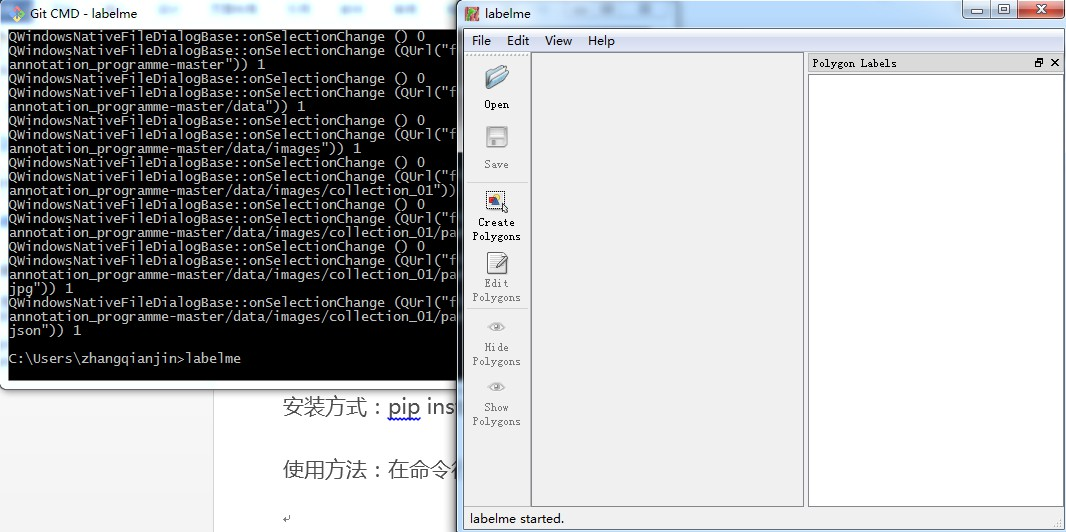 Git CMD - labelme
QWindowsNativeFileDialogBase::onSelectionChange () 0
QWindowsNativeFileDialogBase::onSelectionChange (QUrl("f
annotation_programme-master")) 1
QWindowsNativeFileDialogBase::onSelectionChange () 0
QWindowsNativeFileDialogBase::onSelectionChange (QUrl("f
annotation_programme-master/data")) 1
QWindowsNativeFileDialogBase::onSelectionChange () 0
QWindowsNativeFileDialogBase::onSelectionChange (QUrl("f
annotation_programme-master/data/images")) 1
QWindowsNativeFileDialogBase::onSelectionChange () 0
QWindowsNativeFileDialogBase::onSelectionChange (QUrl("f
annotation_programme-master/data/images/collection_01"))
QWindowsNativeFileDialogBase::onSelectionChange () 0
QWindowsNativeFileDialogBase::onSelectionChange (QUrl("f
annotation_programme-master/data/images/collection_01/pa
QWindowsNativeFileDialogBase::onSelectionChange () 0
QWindowsNativeFileDialogBase::onSelectionChange (QUrl("f
annotation_programme-master/data/images/collection_01/pa
jpg")) 1
QWindowsNativeFileDialogBase::onSelectionChange (QUrl("f
annotation_programme-master/data/images/collection_01/pa
json")) 1
C:\Users\zhangqianjin>labelme
安装方式：pip ins
使用方法：在命令
labelme
File Edit View Help
Open
Save
Create
Polygons
Edit
Polygons
Hide
Polygons
Show
Polygons
Polygon Labels
labelme started.